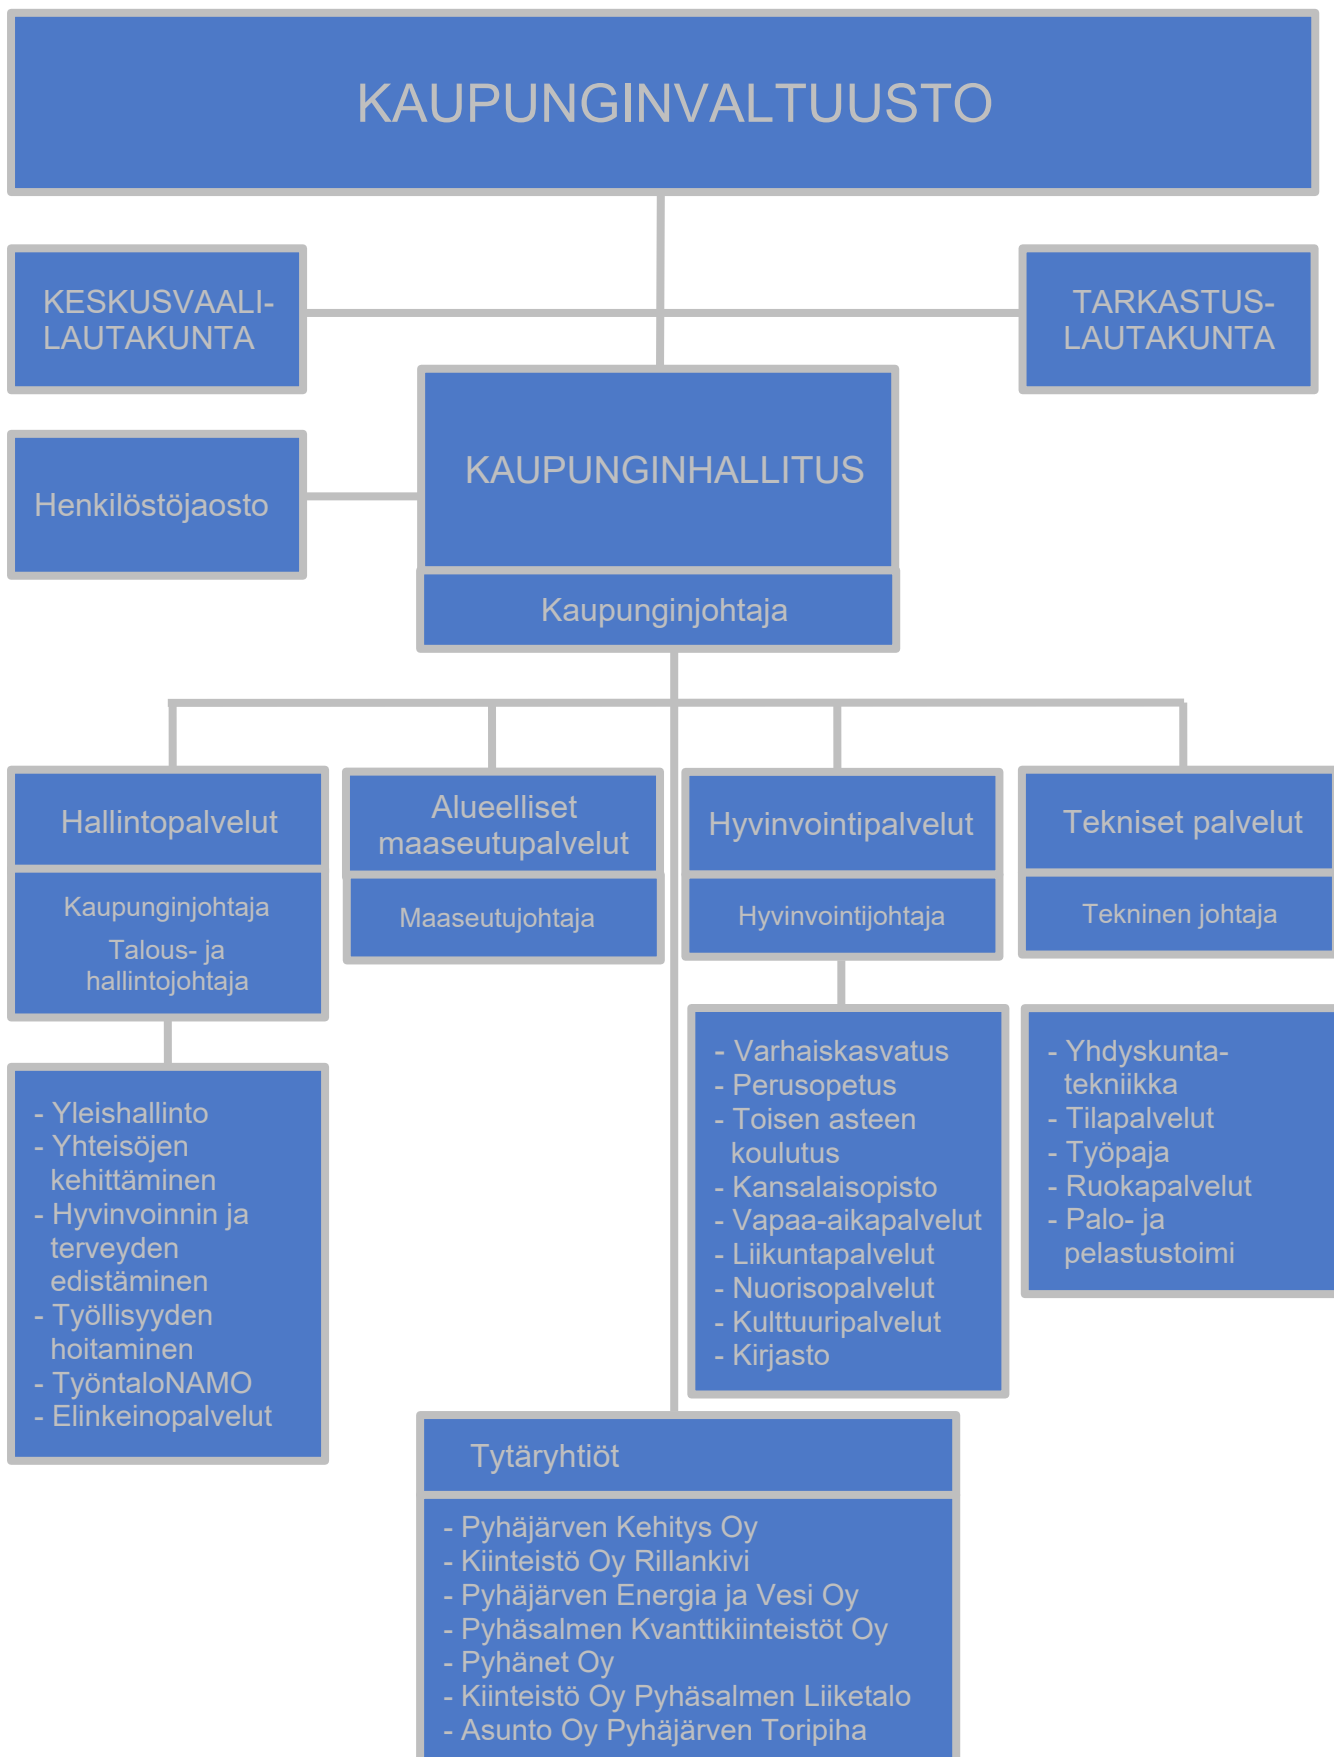 KAUPUNGINVALTUUSTO
KESKUSVAALI-
LAUTAKUNTA
TARKASTUS-
LAUTAKUNTA
KAUPUNGINHALLITUS
Henkilöstöjaosto
Kaupunginjohtaja
Hallintopalvelut
Kaupunginjohtaja
Talous- ja
hallintojohtaja
Alueelliset
maaseutupalvelut
Maaseutujohtaja
Hyvinvointipalvelut
Hyvinvointijohtaja
Tekniset palvelut
Tekninen johtaja
- Yleishallinto
- Yhteisöjen
kehittäminen
- Hyvinvoinnin ja
terveyden
edistäminen
- Työllisyyden
hoitaminen
- TyöntaloNAMO
- Elinkeinopalvelut
- Varhaiskasvatus
- Perusopetus
- Toisen asteen
koulutus
- Kansalaisopisto
- Vapaa-aikapalvelut
- Liikuntapalvelut
- Nuorisopalvelut
- Kulttuuripalvelut
- Kirjasto
- Yhdyskunta-
tekniikka
- Tilapalvelut
- Työpaja
- Ruokapalvelut
- Palo- ja
pelastustoimi
Tytäryhtiöt
- Pyhäjärven Kehitys Oy
- Kiinteistö Oy Rillankivi
- Pyhäjärven Energia ja Vesi Oy
- Pyhäsalmen Kvanttikiinteistöt Oy
- Pyhänet Oy
- Kiinteistö Oy Pyhäsalmen Liiketalo
- Asunto Oy Pyhäjärven Toripiha